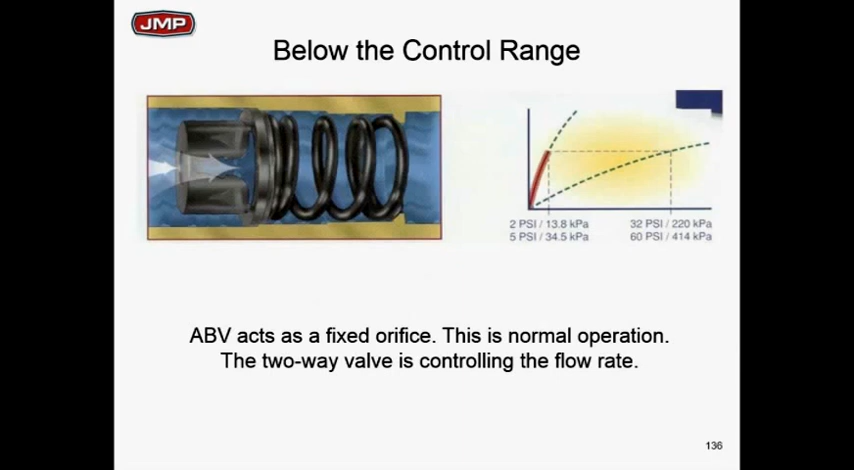 JMP
Below the Control Range
2 PSI / 13.8 kPa 32 PSI / 220 kPa
5 PSI / 34.5 kPa 60 PSI / 414 kPa
ABV acts as a fixed orifice. This is normal operation.
The two-way valve is controlling the flow rate.
136